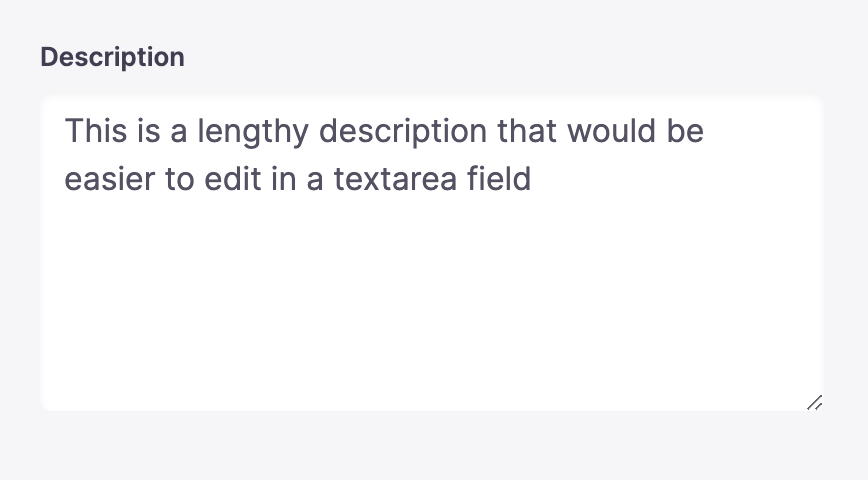 Description
This is a lengthy description that would be
easier to edit in a textarea field